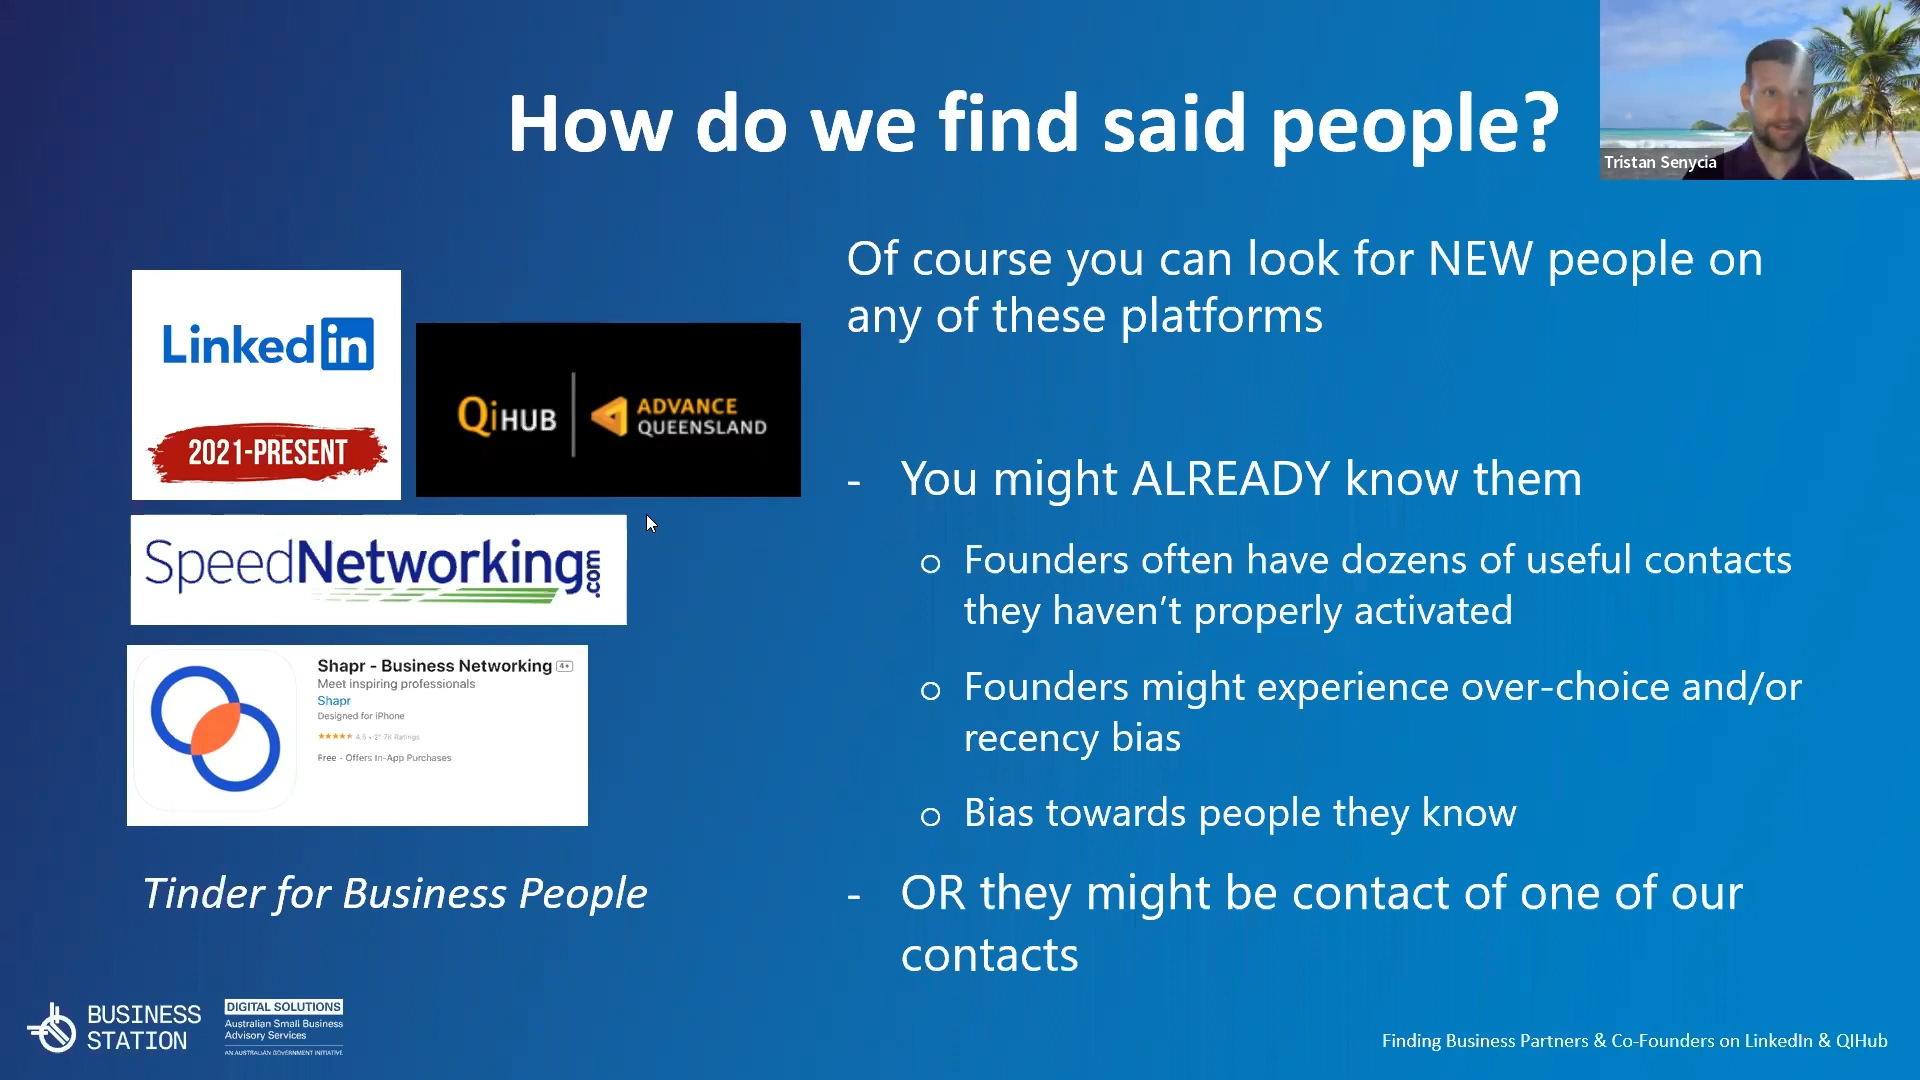 How do we find said people?
Tristan Senycia
Of course you can look for NEW people on
any of these platforms
Linked in
2021-PRESENT
QiHUB
ADVANCE
QUEENSLAND
SpeedNetworking.com
Shapr - Business Networking 4+
Meet inspiring professionals
Shapr
Designed for iPhone
Free - Offers In-App Purchases
Tinder for Business People
- You might ALREADY know them
o Founders often have dozens of useful contacts
they haven't properly activated
o Founders might experience over-choice and/or
recency bias
o Bias towards people they know
- OR they might be contact of one of our
contacts
BUSINESS
STATION
DIGITAL SOLUTIONS
Australian Small Business
Advisory Services
AN AUSTRALIAN GOVERNMENT INITIATIVE
Finding Business Partners & Co-Founders on LinkedIn & QIHub